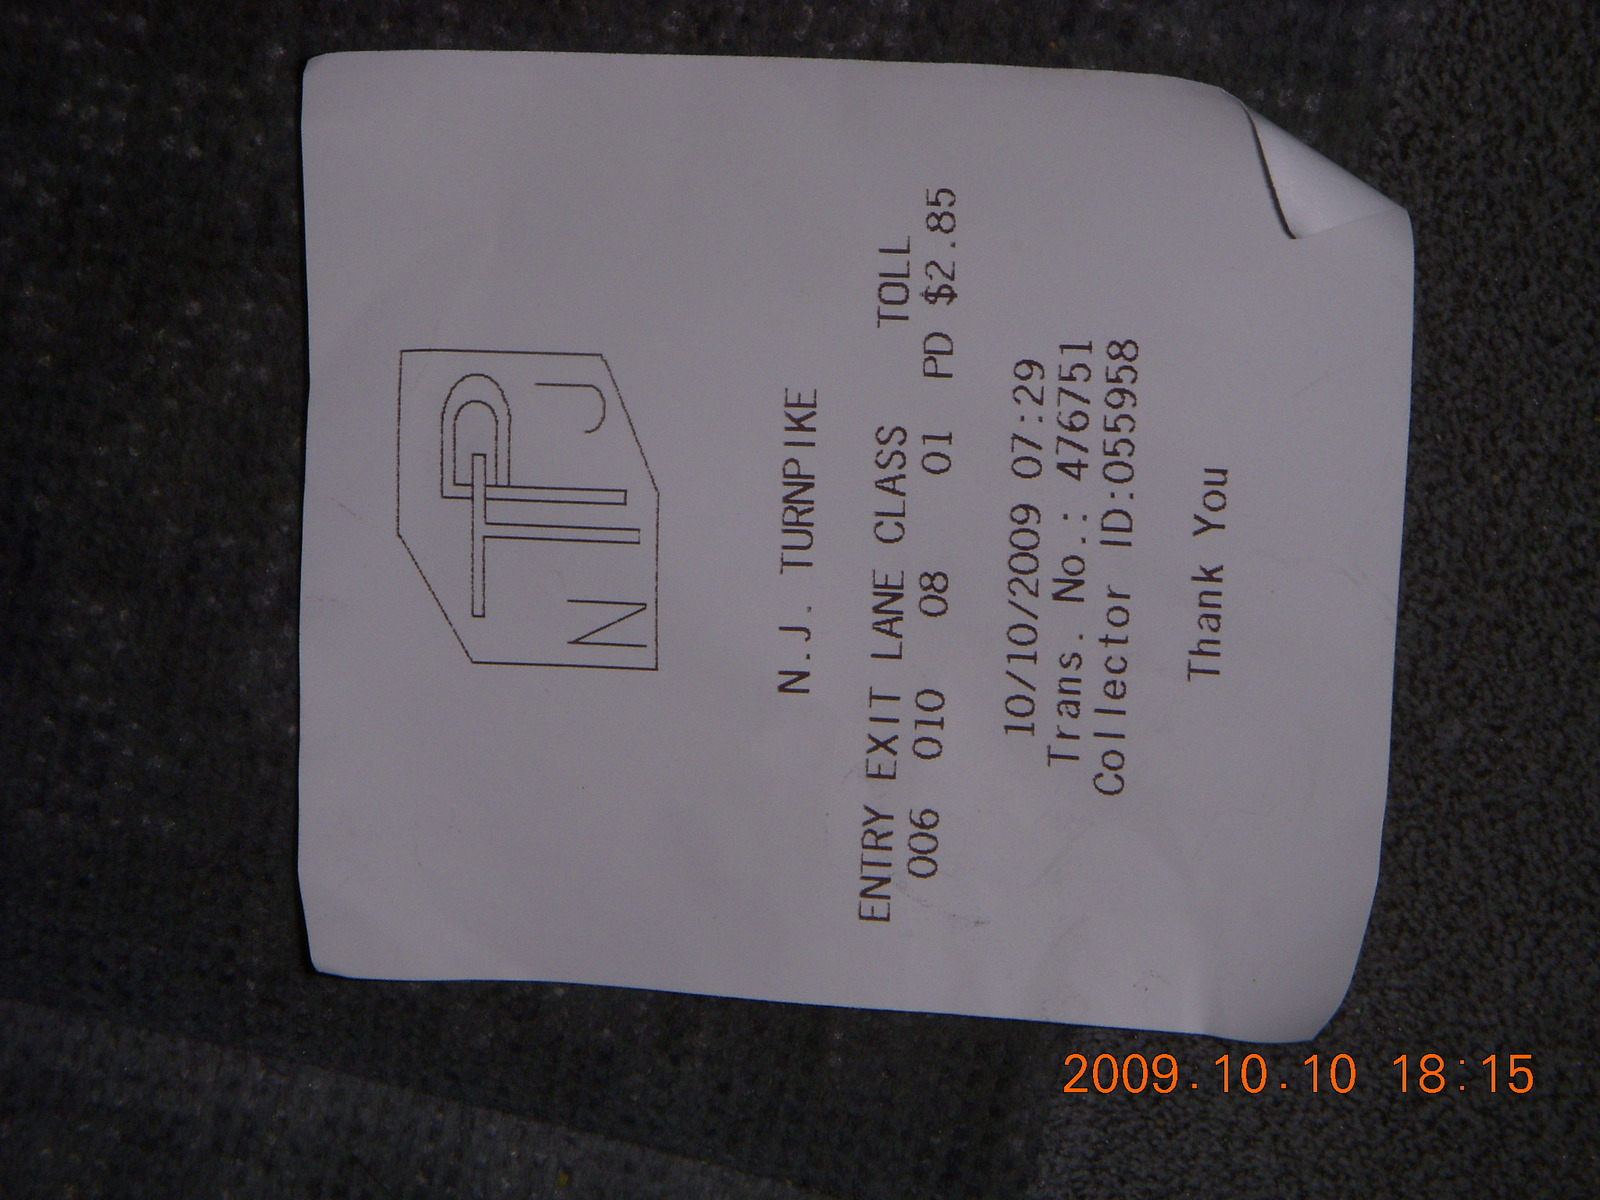 N TP J
N.J. TURNPIKE
ENTRY EXIT LANE CLASS TOLL
006 010 08 01 PD $2.85
10/10/2009 07:29
Trans. No.: 476751
Collector ID:055958
Thank You
2009.10.10 18:15